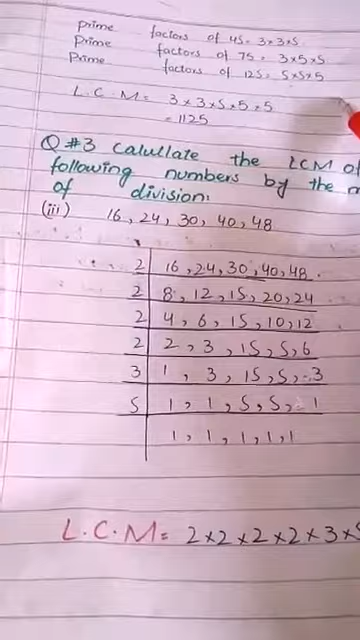 Prime factors of 45 = 3×3×5
Prime factors of 75 = 3×5×5
Prime factors of 125 = 5×5×5
L.C.M = 3×3×5×5×5
= 1125
Q #3 calullate the LCM of
following numbers by the m
of division:
(iii) 16, 24, 30, 40, 48
2 | 16, 24, 30, 40, 48
2 | 8, 12, 15, 20, 24
2 | 4, 6, 15, 10, 12
2 | 2, 3, 15, 5, 6
3 | 1, 3, 15, 5, 3
5 | 1, 1, 5, 5, 1
| 1, 1, 1, 1, 1
L.C.M = 2×2×2×2×3×5